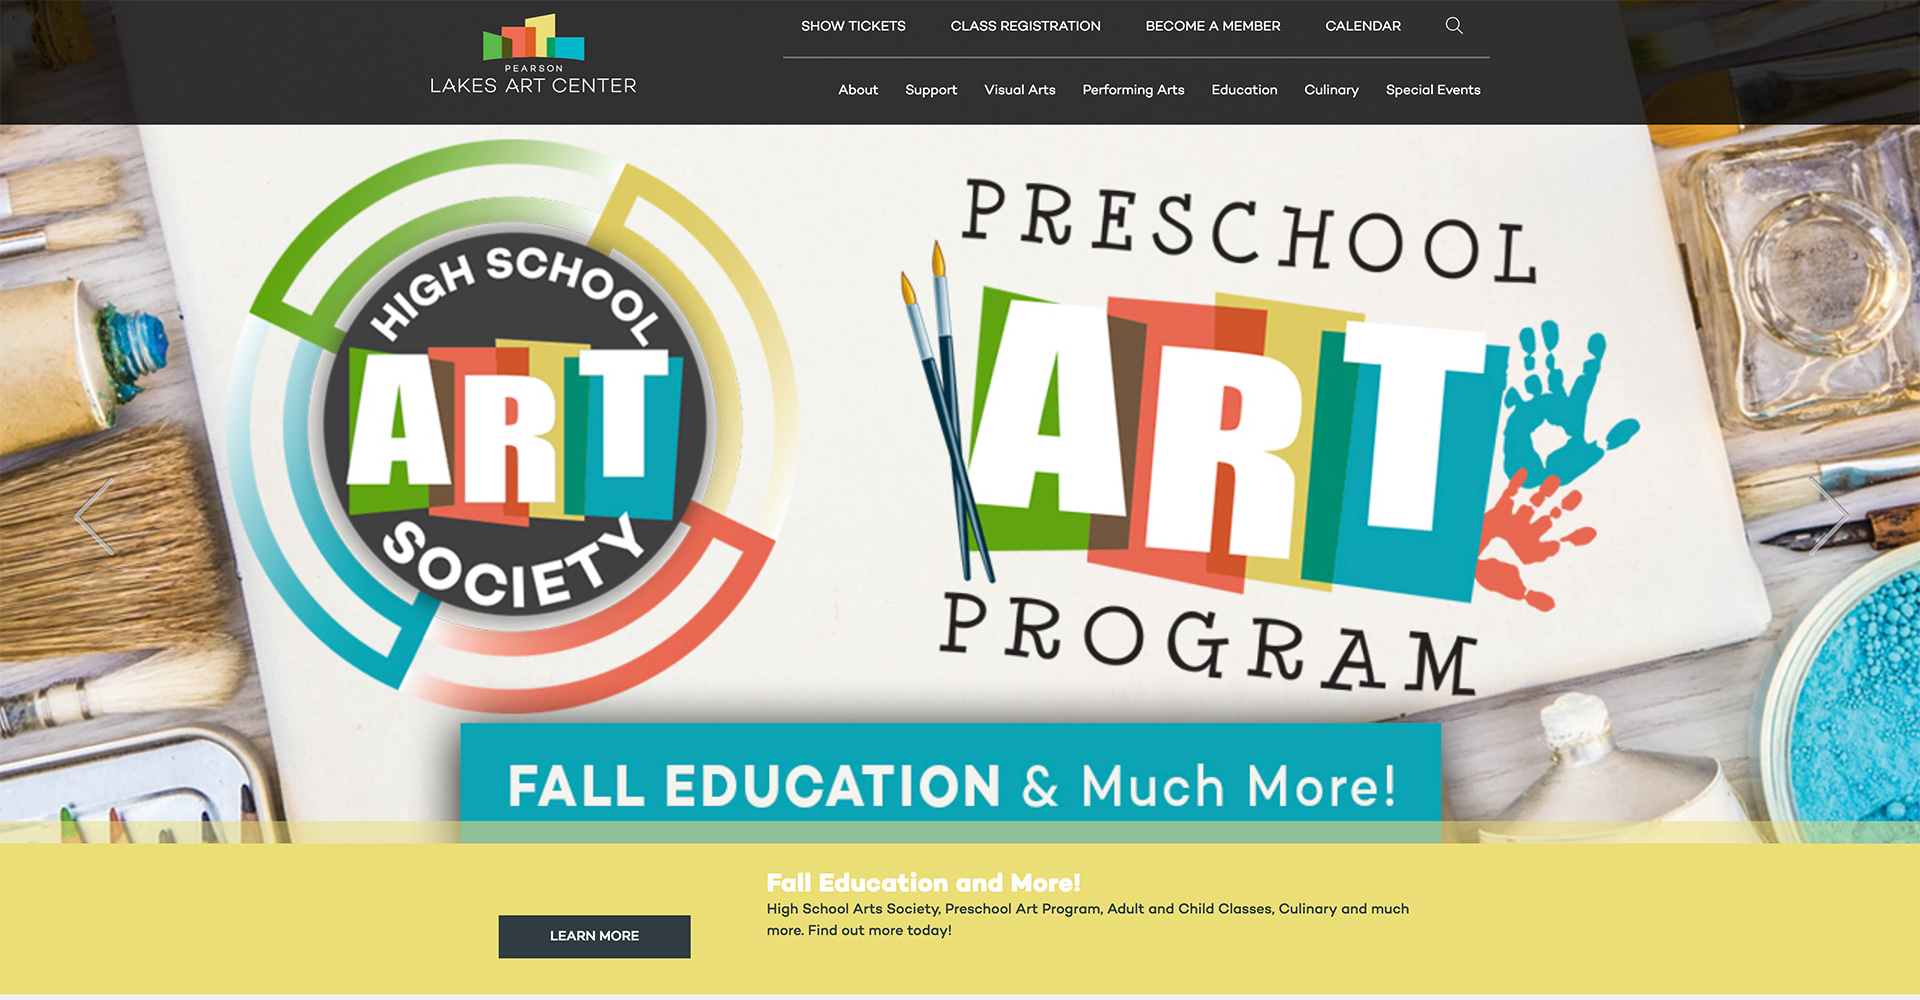 PEARSON
LAKES ART CENTER
SHOW TICKETS
CLASS REGISTRATION
BECOME A MEMBER
CALENDAR
About
Support
Visual Arts
Performing Arts
Education
Culinary
Special Events
HIGH SCHOOL
ART
SOCIETY
PRESCHOOL
ART
PROGRAM
FALL EDUCATION & Much More!
LEARN MORE
Fall Education and More!
High School Arts Society, Preschool Art Program, Adult and Child Classes, Culinary and much
more. Find out more today!